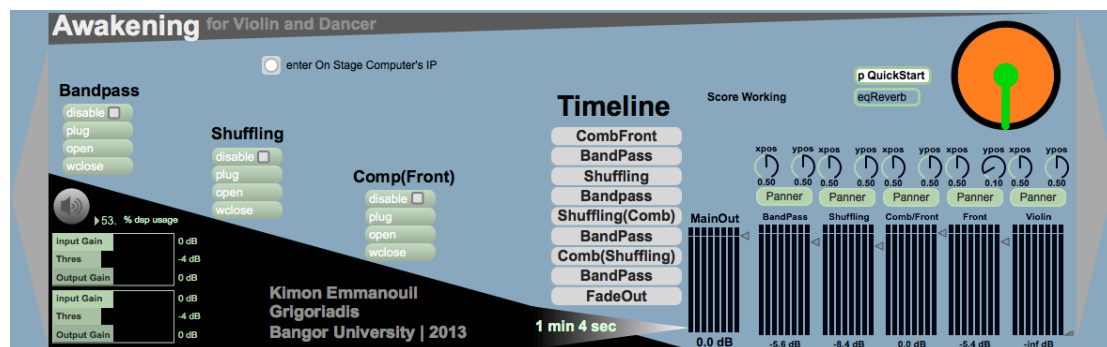 Awakening for Violin and Dancer
enter On Stage Computer's IP
Bandpass
disable
plug
open
wclose
Shuffling
disable
plug
open
wclose
Comp(Front)
disable
plug
open
wclose
53. % dsp usage
Input Gain 0 dB
Thres -4 dB
Output Gain 0 dB
Input Gain 0 dB
Thres -4 dB
Output Gain 0 dB
Kimon Emmanouil
Grigoriadis
Bangor University | 2013
Timeline
CombFront
BandPass
Shuffling
Bandpass
Shuffling(Comb)
BandPass
Comb(Shuffling)
BandPass
FadeOut
1 min 4 sec
Score Working
p QuickStart
eqReverb
xpos ypos xpos ypos xpos ypos xpos ypos xpos ypos
0.50 0.50 0.50 0.50 0.50 0.50 0.50 0.10 0.50 0.50
Panner Panner Panner Panner Panner
MainOut BandPass Shuffling Comb/Front Front Violin
0.0 dB -5.6 dB -8.4 dB 0.0 dB -5.4 dB -inf dB